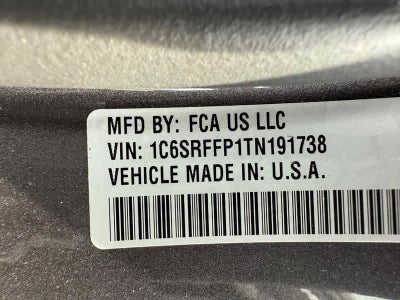 MFD BY: FCA US LLC
VIN: 1C6SRFFP1TN191738
VEHICLE MADE IN: U.S.A.